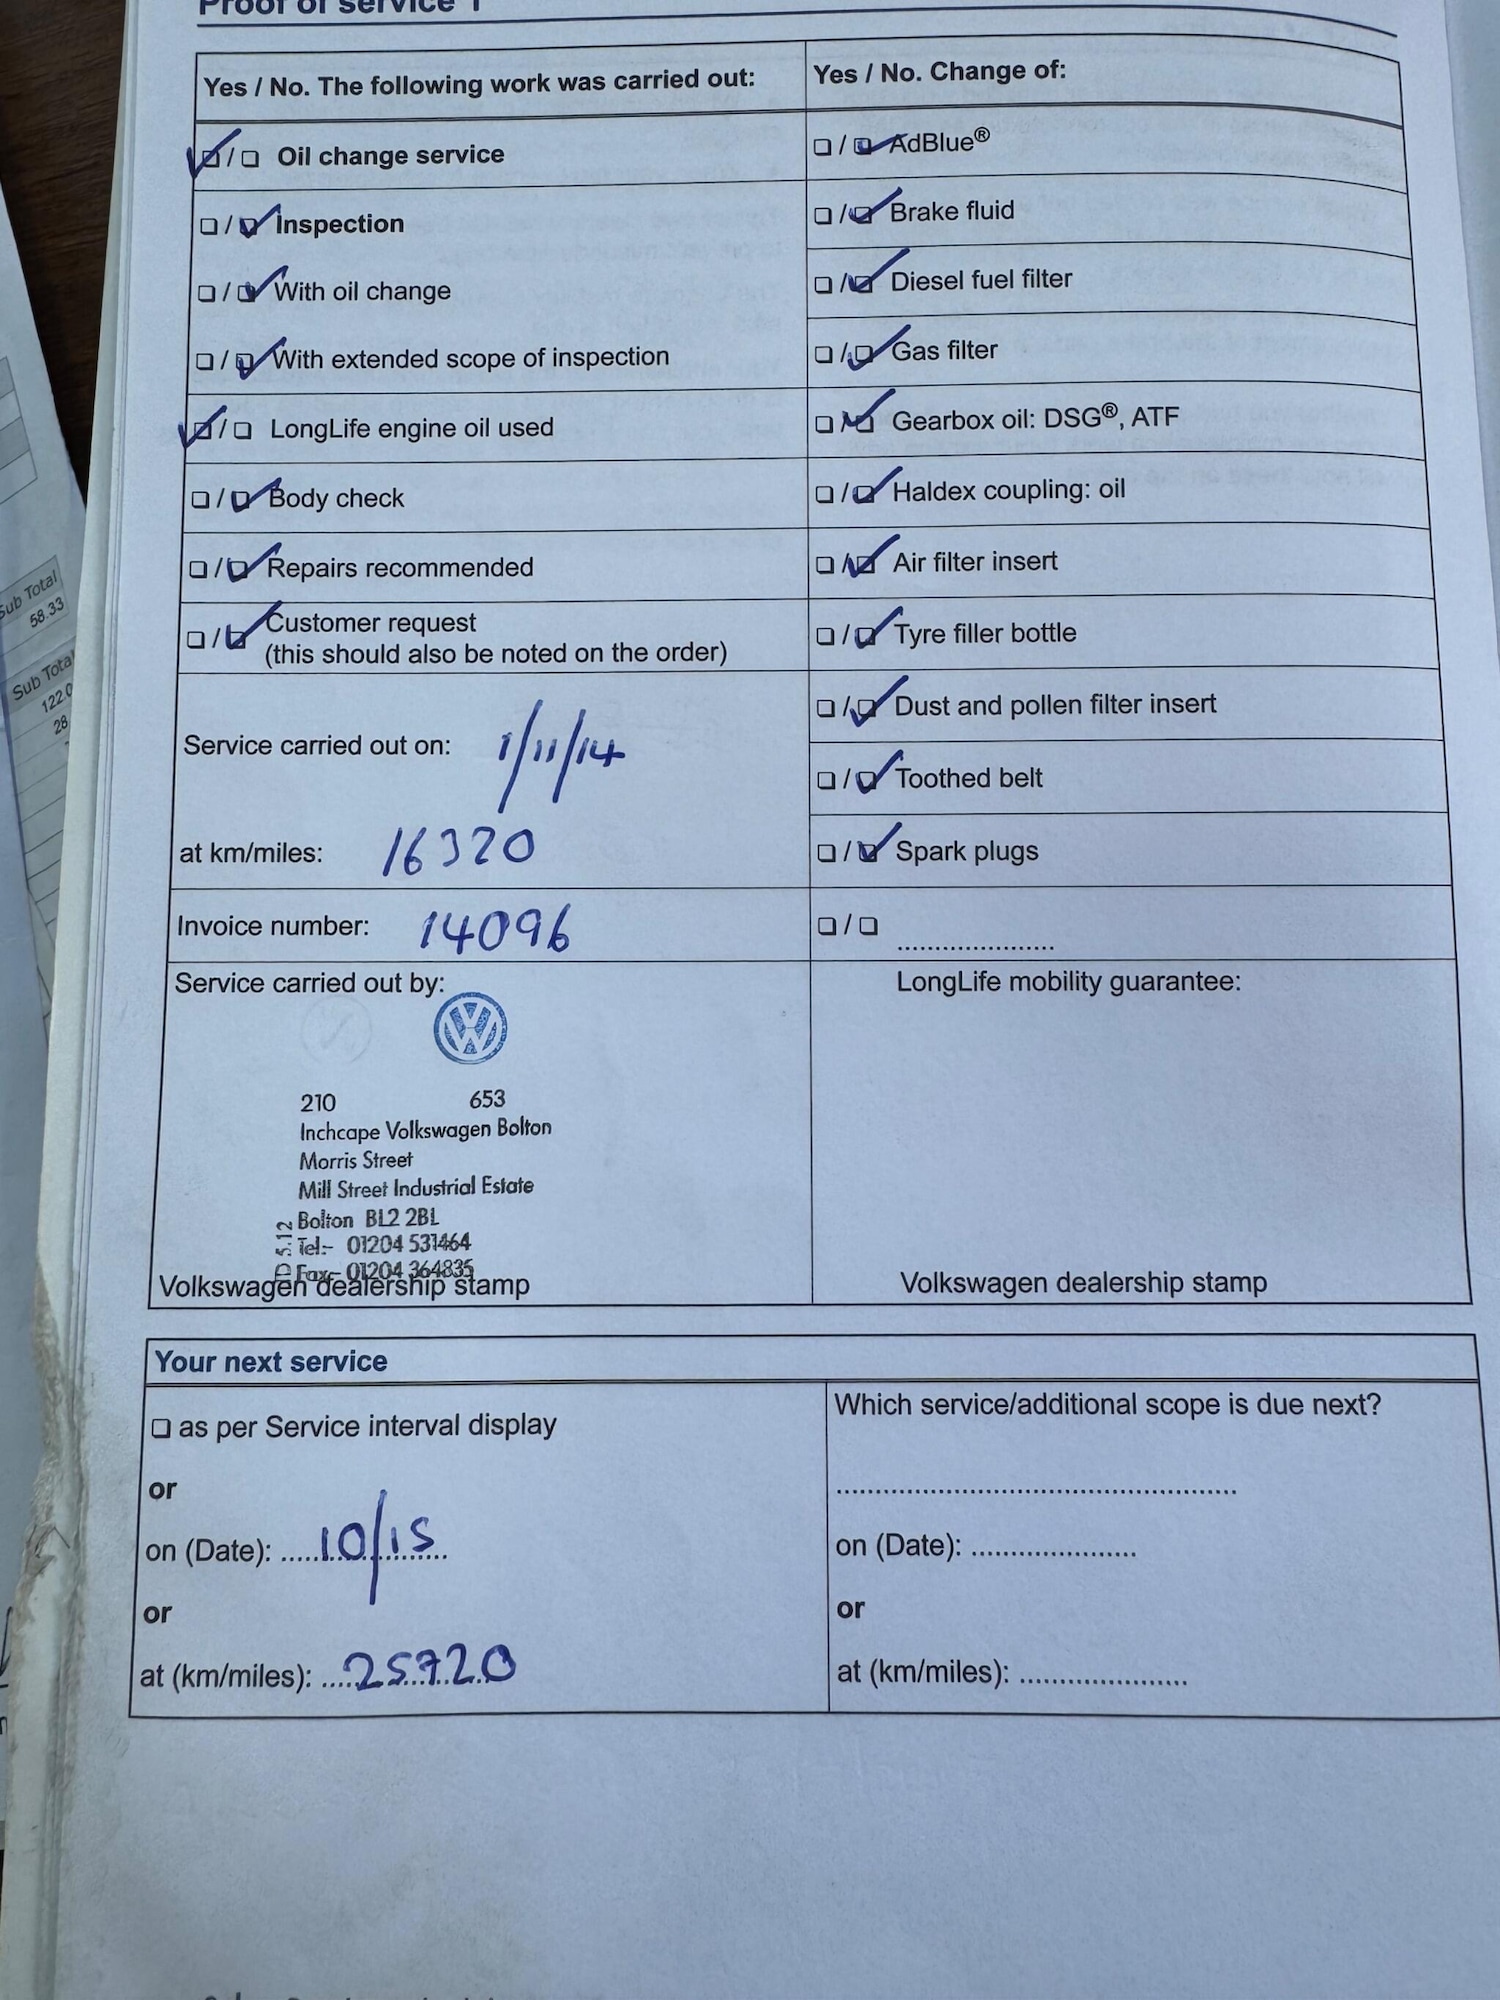 Proof of service 1
Yes / No. The following work was carried out:
Oil change service
Inspection
With oil change
With extended scope of inspection
LongLife engine oil used
Body check
Repairs recommended
Customer request
(this should also be noted on the order)
Service carried out on: 1/11/14
at km/miles: 16320
Invoice number: 14096
Service carried out by:
210 653
Inchcape Volkswagen Bolton
Morris Street
Mill Street Industrial Estate
Bolton BL2 2BL
Tel:- 01204 531464
Fax:- 01204 364835
5.12
Volkswagen dealership stamp
Yes / No. Change of:
AdBlue®
Brake fluid
Diesel fuel filter
Gas filter
Gearbox oil: DSG®, ATF
Haldex coupling: oil
Air filter insert
Tyre filler bottle
Dust and pollen filter insert
Toothed belt
Spark plugs
LongLife mobility guarantee:
Volkswagen dealership stamp
Your next service
as per Service interval display
or
on (Date): 10/15
or
at (km/miles): 25720
Which service/additional scope is due next?
on (Date):
or
at (km/miles):
Sub Total
58.33
Sub Total
122.0
28